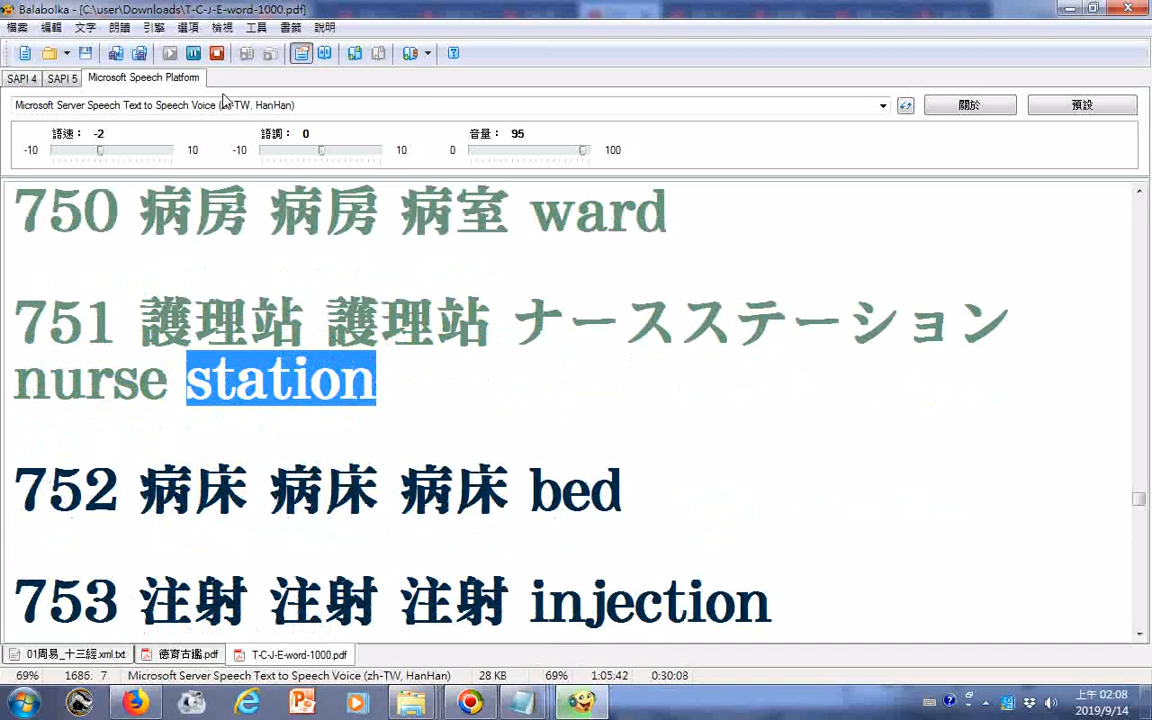 Balabolka - [C:\user\Downloads\T-C-J-E-word-1000.pdf]
檔案 編輯 文字 朗讀 引擎 選項 檢視 工具 書籤 說明
SAPI 4 SAPI 5 Microsoft Speech Platform
Microsoft Server Speech Text to Speech Voice (zh-TW, HanHan) 關於 預設
語速： -2 語調： 0 音量： 95
-10 10 -10 10 0 100
750 病房 病房 病室 ward
751 護理站 護理站 ナースステーション
nurse station
752 病床 病床 病床 bed
753 注射 注射 注射 injection
01周易_十三經.xml.txt 德育古鑑.pdf T-C-J-E-word-1000.pdf
69% 1685. 7 Microsoft Server Speech Text to Speech Voice (zh-TW, HanHan) 28 KB 69% 1:05:42 0:30:08
上午 02:08
2019/9/14